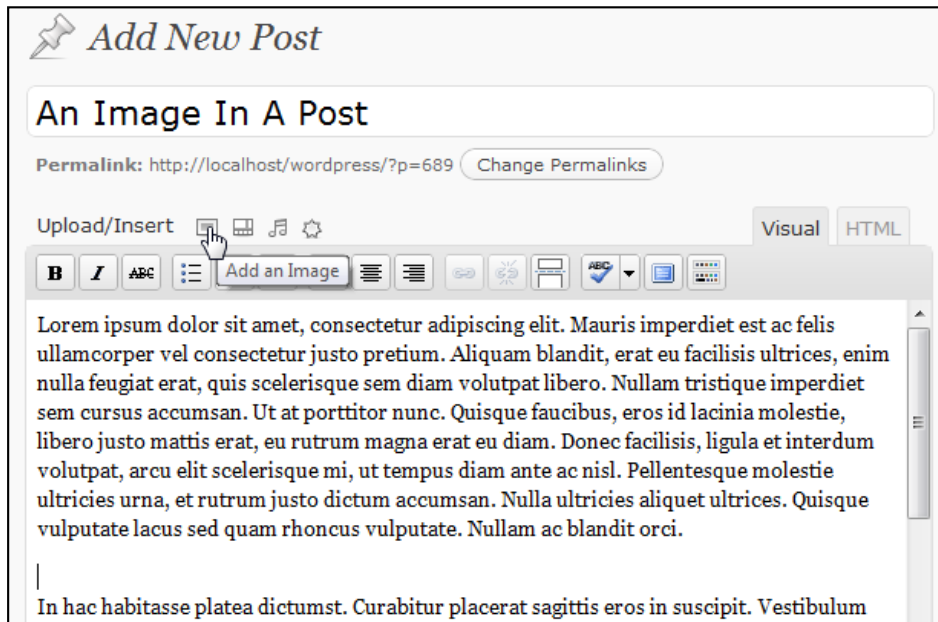 Add New Post
An Image In A Post
Permalink: http://localhost/wordpress/?p=689 Change Permalinks
Upload/Insert Visual HTML
B I ABC Add an Image ABC
Lorem ipsum dolor sit amet, consectetur adipiscing elit. Mauris imperdiet est ac felis
ullamcorper vel consectetur justo pretium. Aliquam blandit, erat eu facilisis ultrices, enim
nulla feugiat erat, quis scelerisque sem diam volutpat libero. Nullam tristique imperdiet
sem cursus accumsan. Ut at porttitor nunc. Quisque faucibus, eros id lacinia molestie,
libero justo mattis erat, eu rutrum magna erat eu diam. Donec facilisis, ligula et interdum
volutpat, arcu elit scelerisque mi, ut tempus diam ante ac nisl. Pellentesque molestie
ultricies urna, et rutrum justo dictum accumsan. Nulla ultricies aliquet ultrices. Quisque
vulputate lacus sed quam rhoncus vulputate. Nullam ac blandit orci.
In hac habitasse platea dictumst. Curabitur placerat sagittis eros in suscipit. Vestibulum